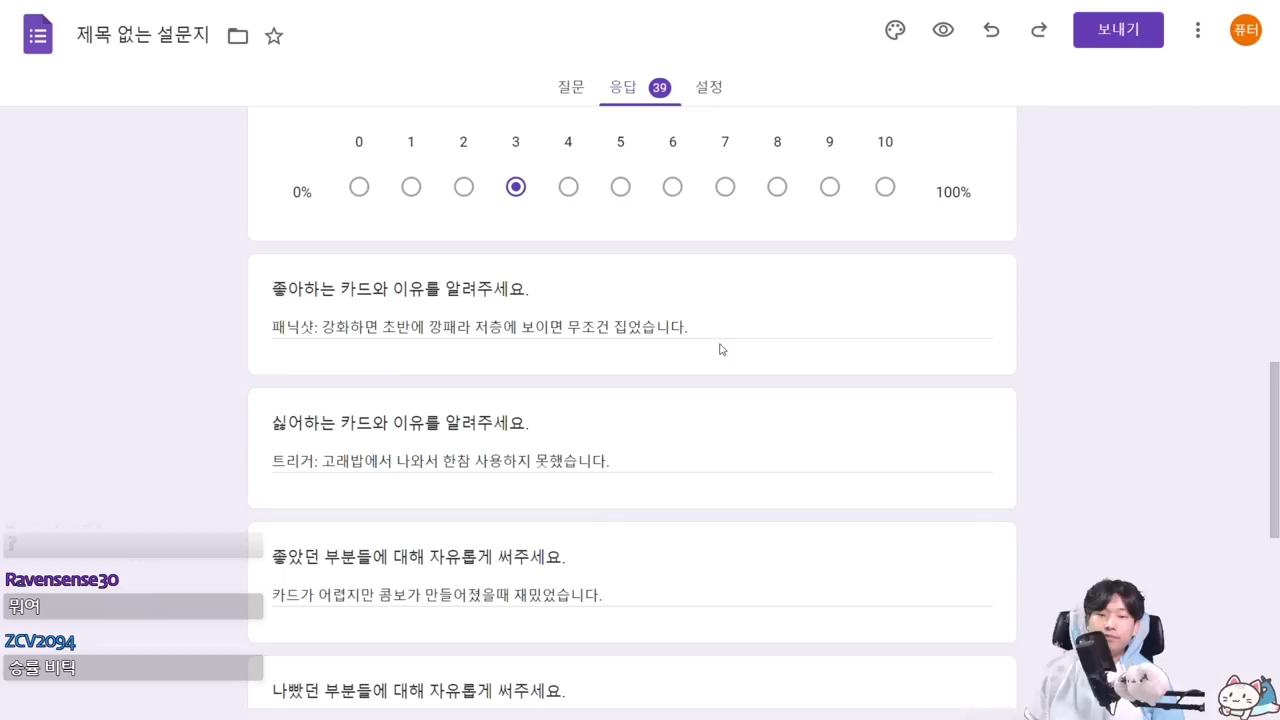 제목 없는 설문지
보내기
퓨터
질문
응답 39
설정
0 1 2 3 4 5 6 7 8 9 10
0% 100%
좋아하는 카드와 이유를 알려주세요.
패닉샷: 강화하면 초반에 깡패라 저층에 보이면 무조건 집었습니다.
싫어하는 카드와 이유를 알려주세요.
트리거: 고래밥에서 나와서 한참 사용하지 못했습니다.
좋았던 부분들에 대해 자유롭게 써주세요.
카드가 어렵지만 콤보가 만들어졌을때 재밌었습니다.
나빴던 부분들에 대해 자유롭게 써주세요.
?
Ravensense30
뭐여
ZCV2094
승률 비틱